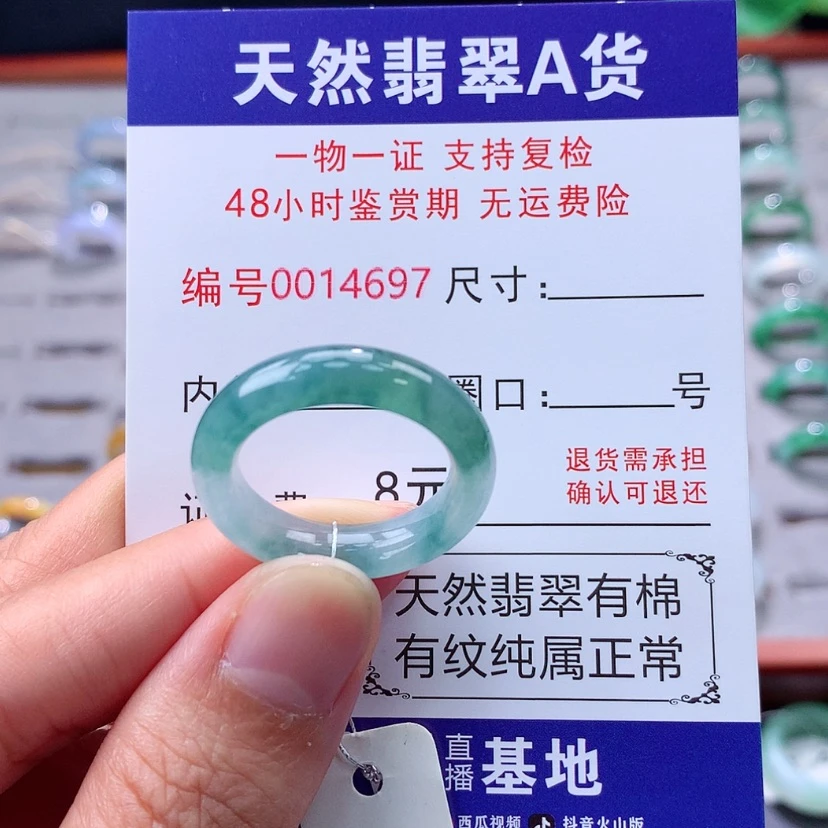 天然翡翠A货
一物一证 支持复检
48小时鉴赏期 无运费险
编号0014697 尺寸:
内 圈口: 号
退货需承担
证 费 8元
确认可退还
天然翡翠有棉
有纹纯属正常
直播基地
西瓜视频 抖音火山版